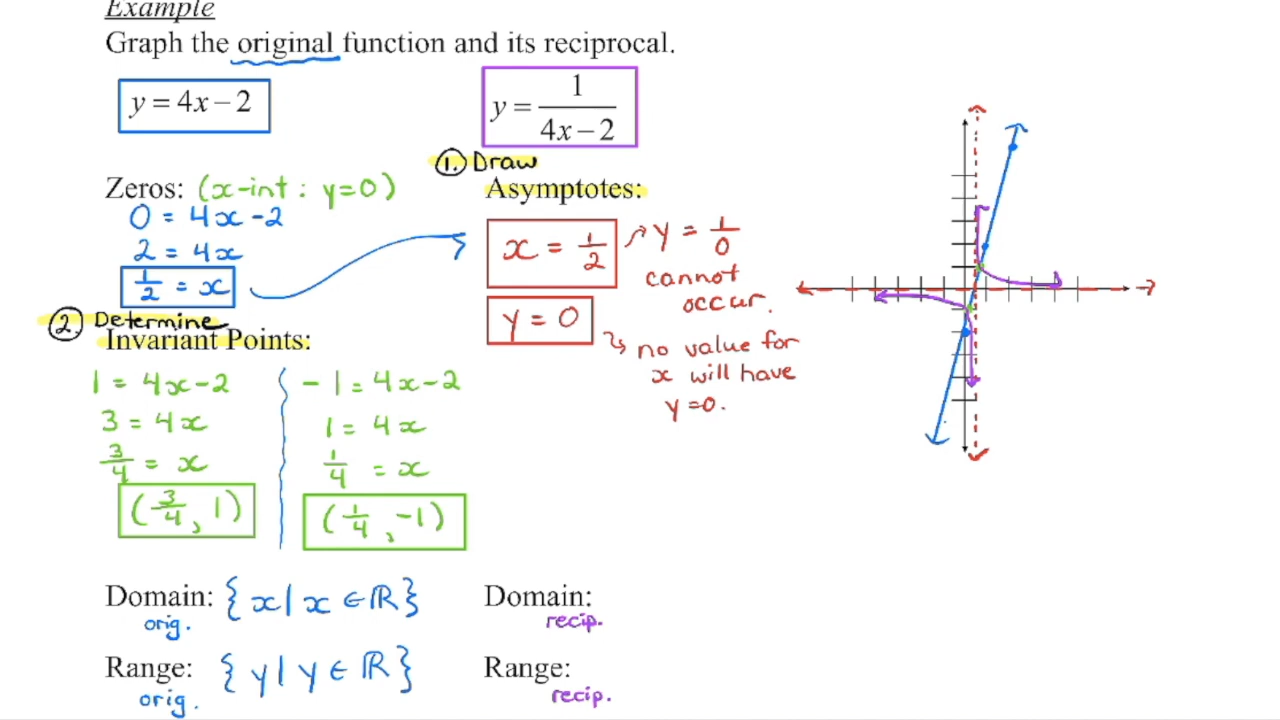 Example
Graph the original function and its reciprocal.
y = 4x − 2
y = 1/(4x − 2)
1. Draw
Zeros: (x-int : y=0)
0 = 4x - 2
2 = 4x
1/2 = x
Asymptotes:
x = 1/2
y = 1/0
cannot
occur.
y = 0
no value for
x will have
y = 0.
2. Determine
Invariant Points:
1 = 4x - 2
3 = 4x
3/4 = x
(3/4, 1)
- 1 = 4x - 2
1 = 4x
1/4 = x
(1/4, -1)
Domain: {x | x ∈ ℝ}
orig.
Domain:
recip.
Range: {y | y ∈ ℝ}
orig.
Range:
recip.